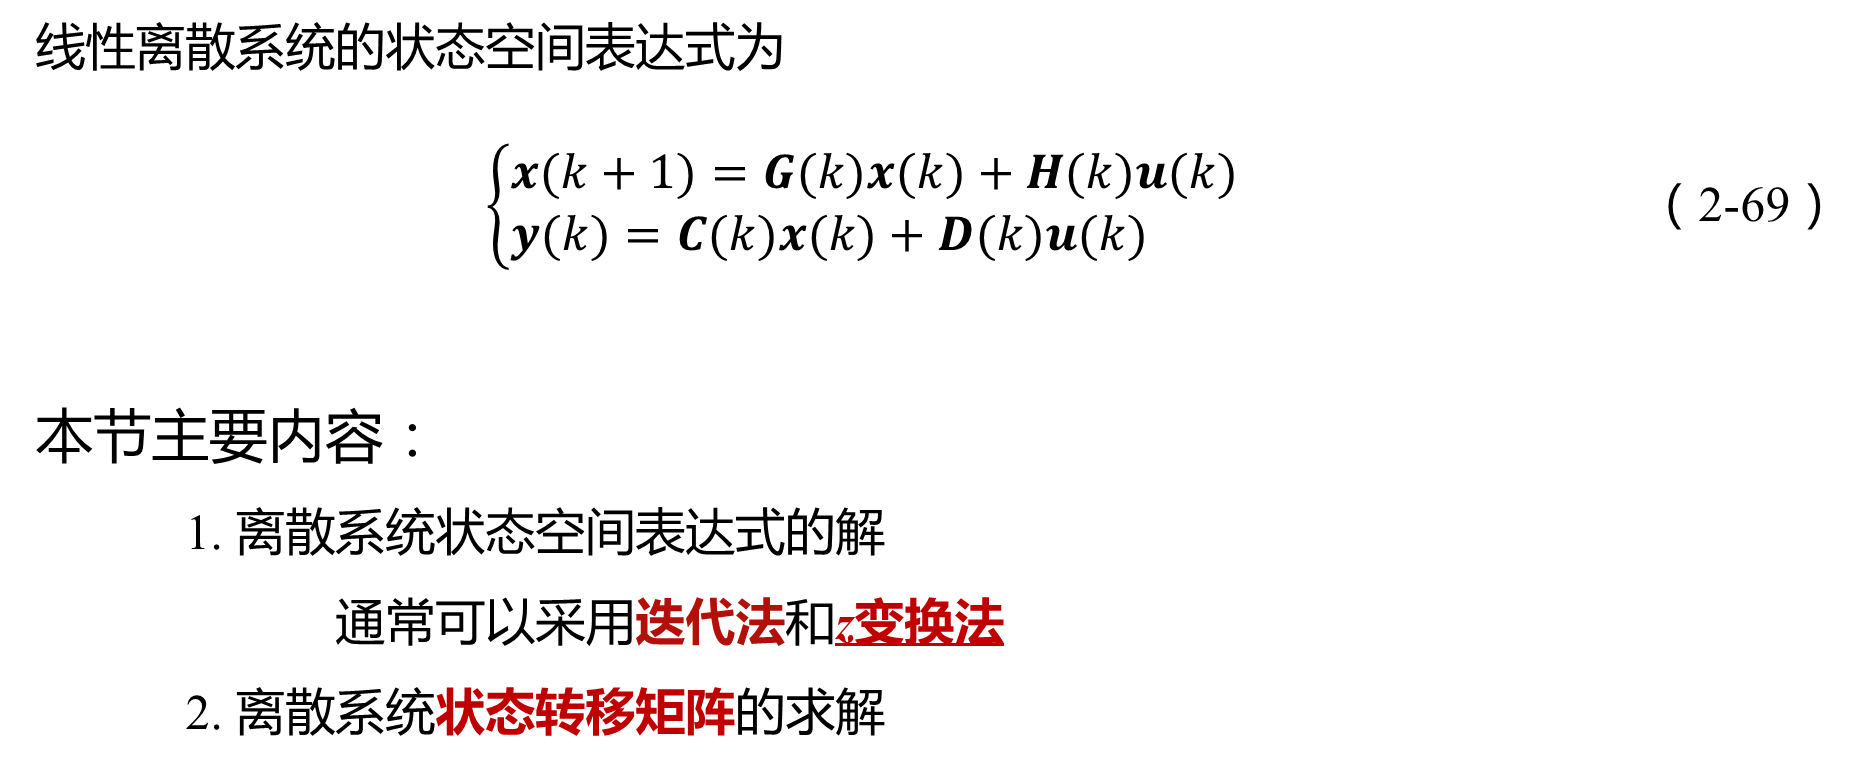 线性离散系统的状态空间表达式为
x(k + 1) = G(k)x(k) + H(k)u(k)
y(k) = C(k)x(k) + D(k)u(k)
（2-69）
本节主要内容：
1. 离散系统状态空间表达式的解
通常可以采用迭代法和z变换法
2. 离散系统状态转移矩阵的求解